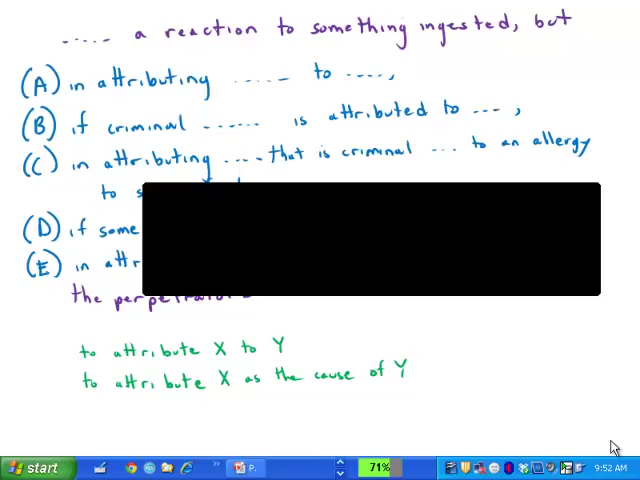 ..... a reaction to something ingested, but
(A) in attributing ...... to ....,
(B) if criminal ...... is attributed to ....,
(C) in attributing .... that is criminal ... to an allergy
to
(D) if some
(E) in
the
to attribute X to Y
to attribute X as the cause of Y
start P. 71% 9:52 AM